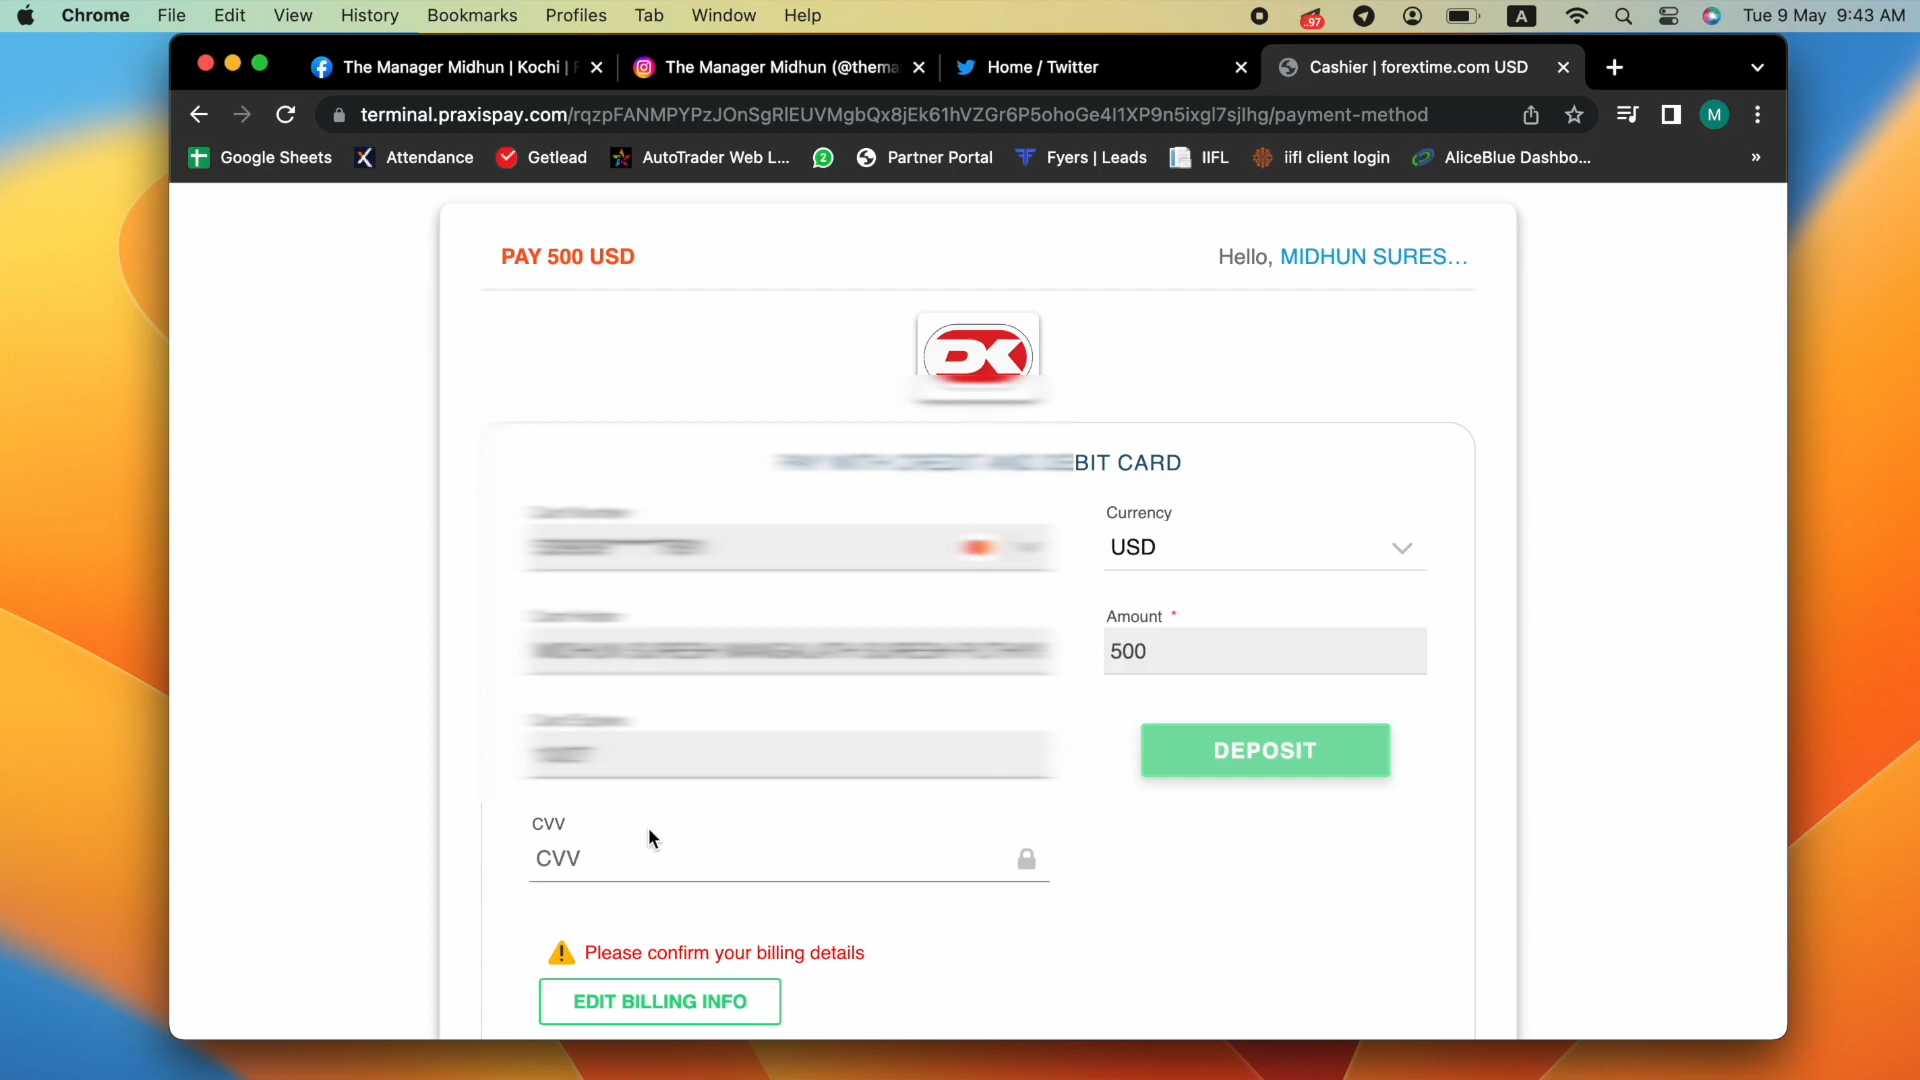 Chrome File Edit View History Bookmarks Profiles Tab Window Help
..97 A Tue 9 May 9:43 AM
The Manager Midhun | Kochi |
The Manager Midhun (@thema
Home / Twitter
Cashier | forextime.com USD
terminal.praxispay.com/rqzpFANMPYPzJOnSgRlEUVMgbQx8jEk61hVZGr6P5ohoGe4I1XP9n5ixgl7sjlhg/payment-method
M
Google Sheets
Attendance
Getlead
AutoTrader Web L...
2
Partner Portal
Fyers | Leads
IIFL
iifl client login
AliceBlue Dashbo...
»
PAY 500 USD
Hello, MIDHUN SURES...
DK
BIT CARD
Currency
USD
Amount *
500
DEPOSIT
CVV
CVV
Please confirm your billing details
EDIT BILLING INFO